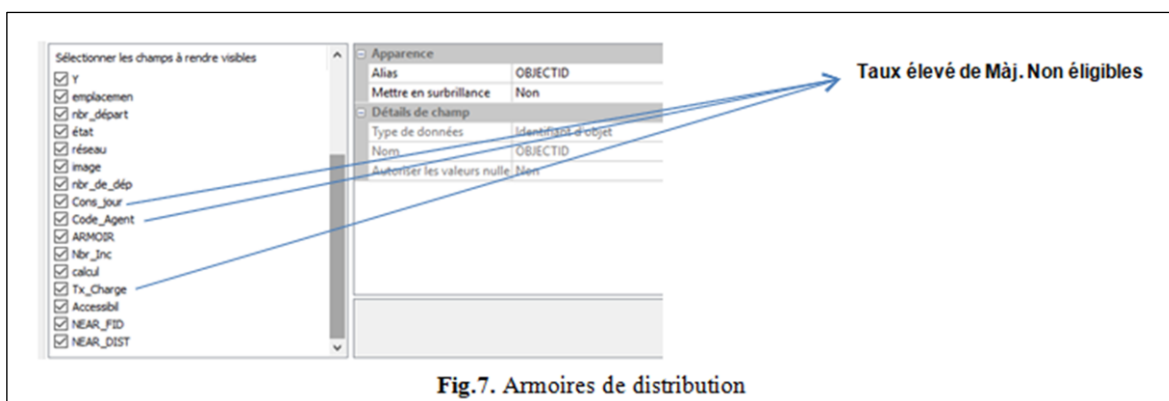 Sélectionner les champs à rendre visibles
Y
emplacemen
nbr_départ
état
réseau
image
nbr_de_dép
Cons_jour
Code_Agent
ARMOIR
Nbr_Inc
calcul
Tx_Charge
Accessibil
NEAR_FID
NEAR_DIST
Apparence
Alias OBJECTID
Mettre en surbrillance Non
Détails de champ
Type de données Identifiant d'objet
Nom OBJECTID
Autoriser les valeurs nulle Non
Taux élevé de Màj. Non éligibles
Fig.7. Armoires de distribution